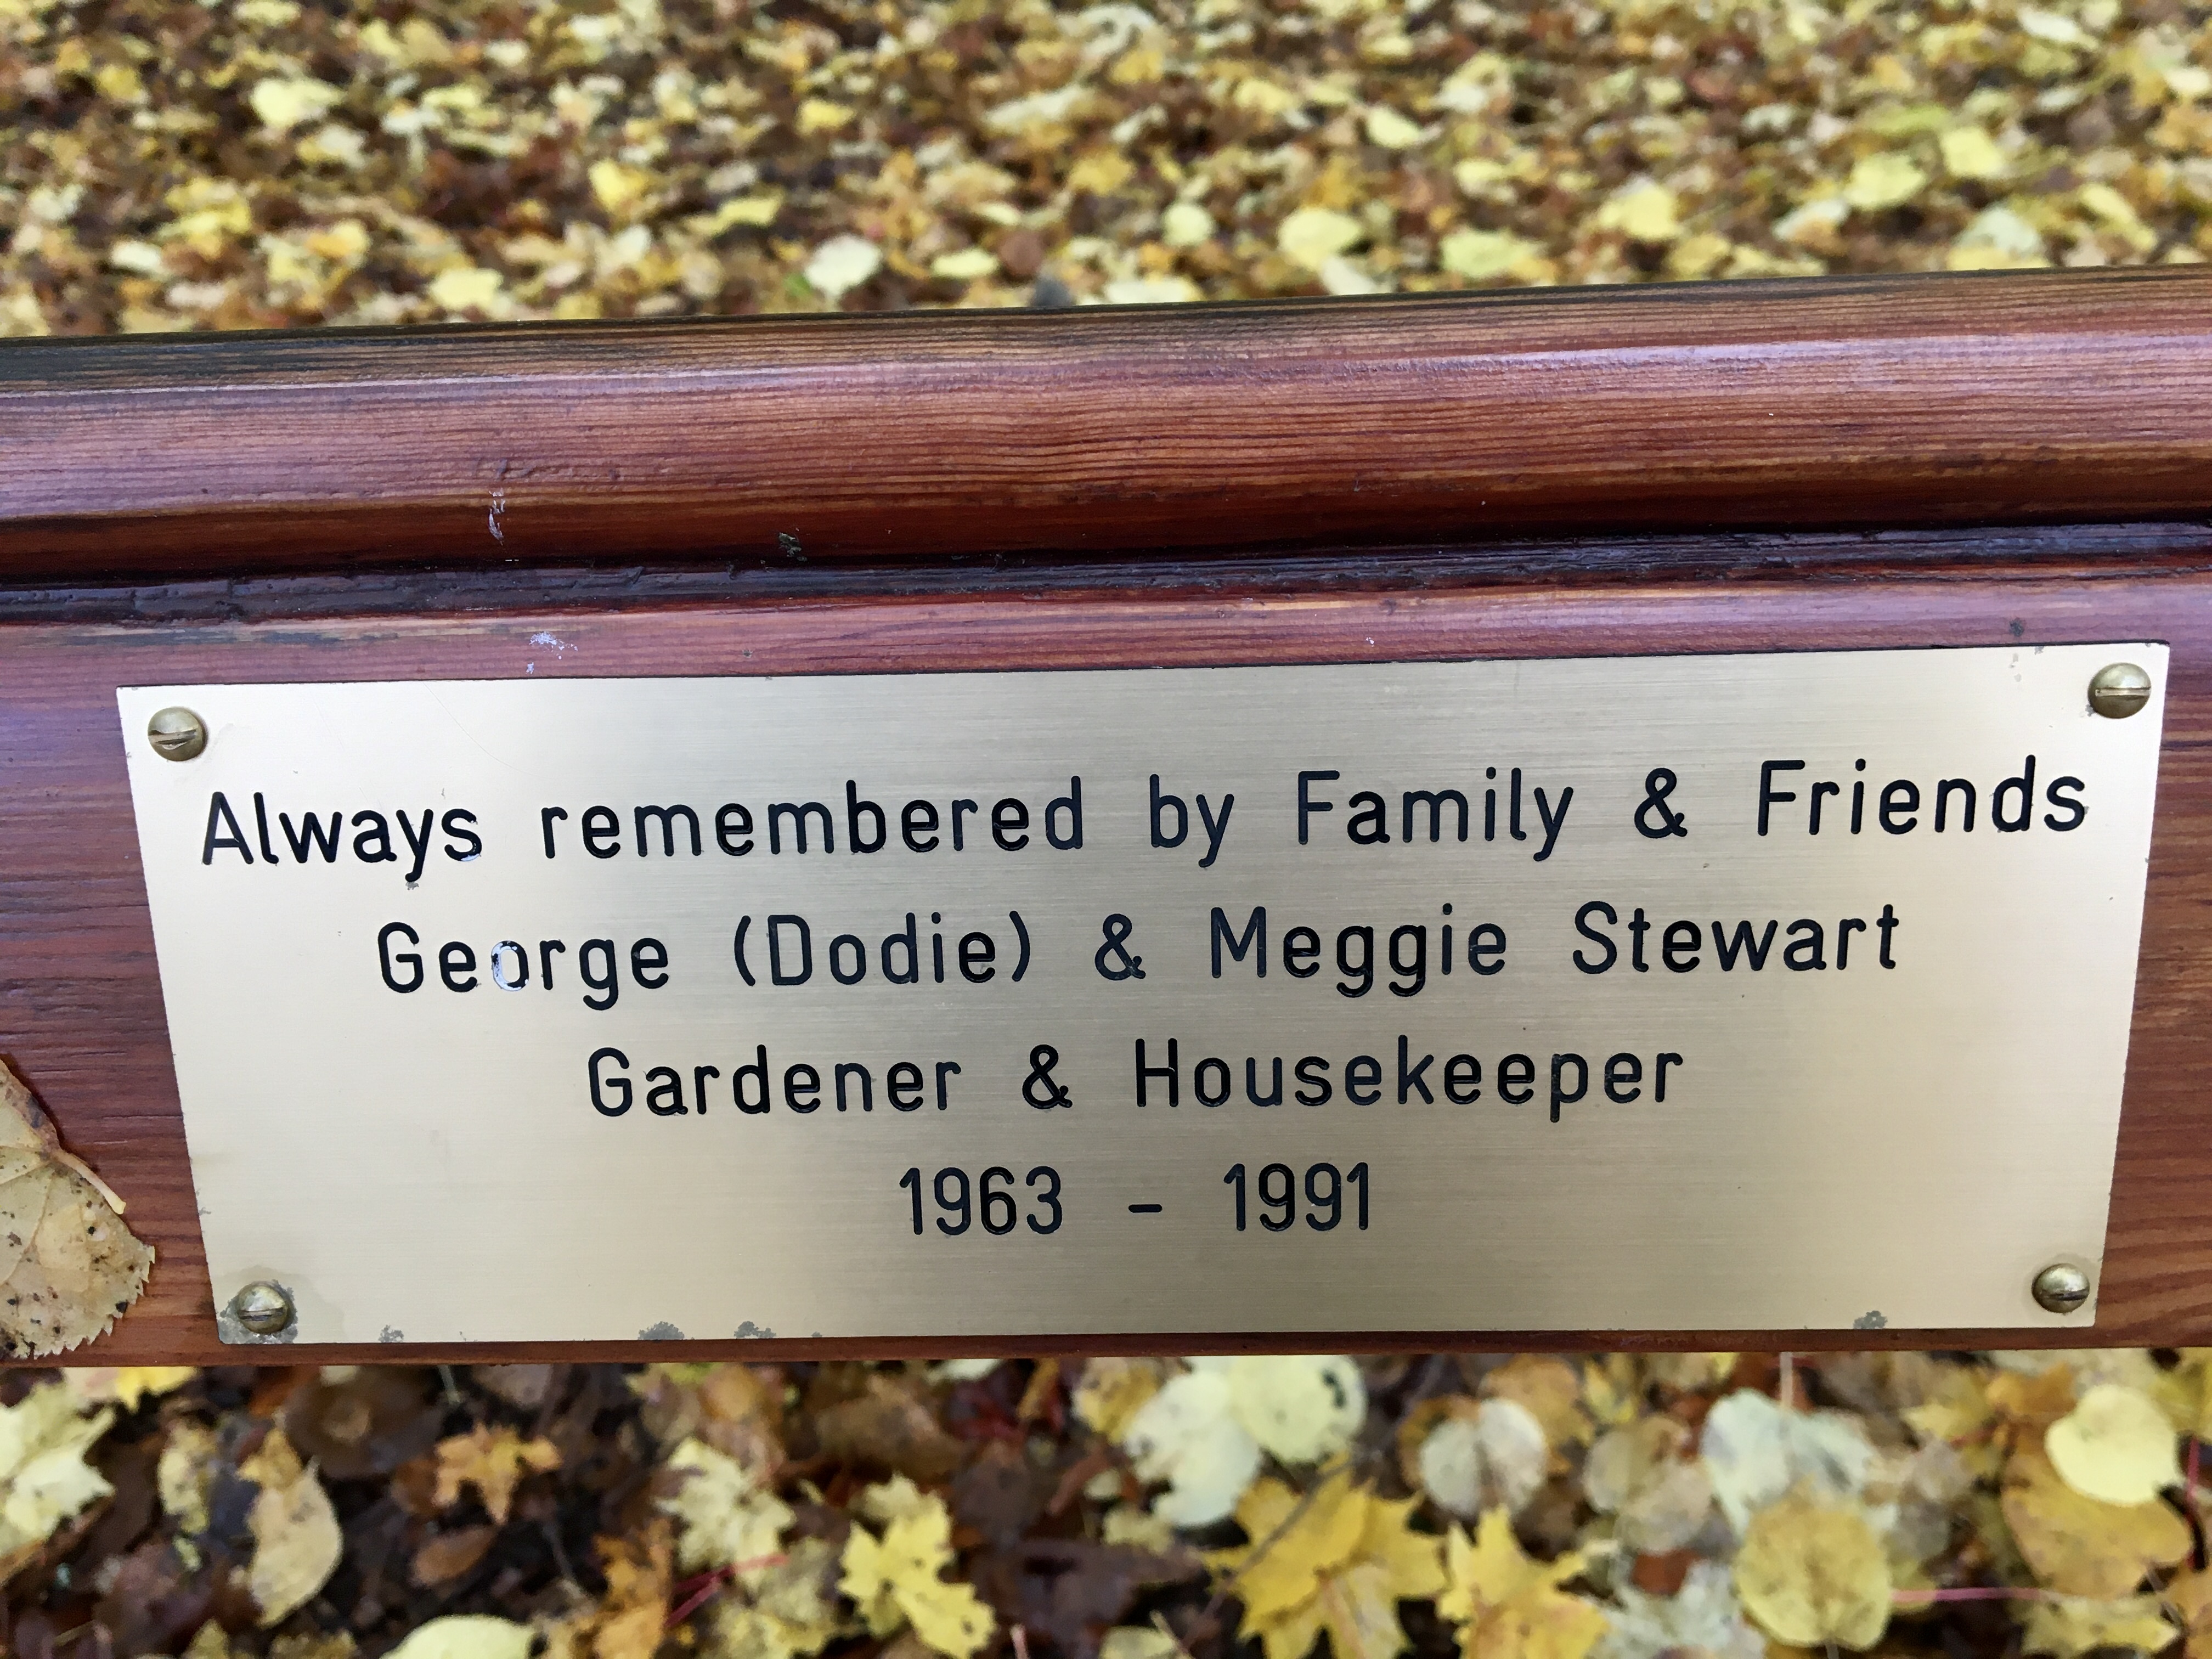 Always remembered by Family & Friends
George (Dodie) & Meggie Stewart
Gardener & Housekeeper
1963 - 1991